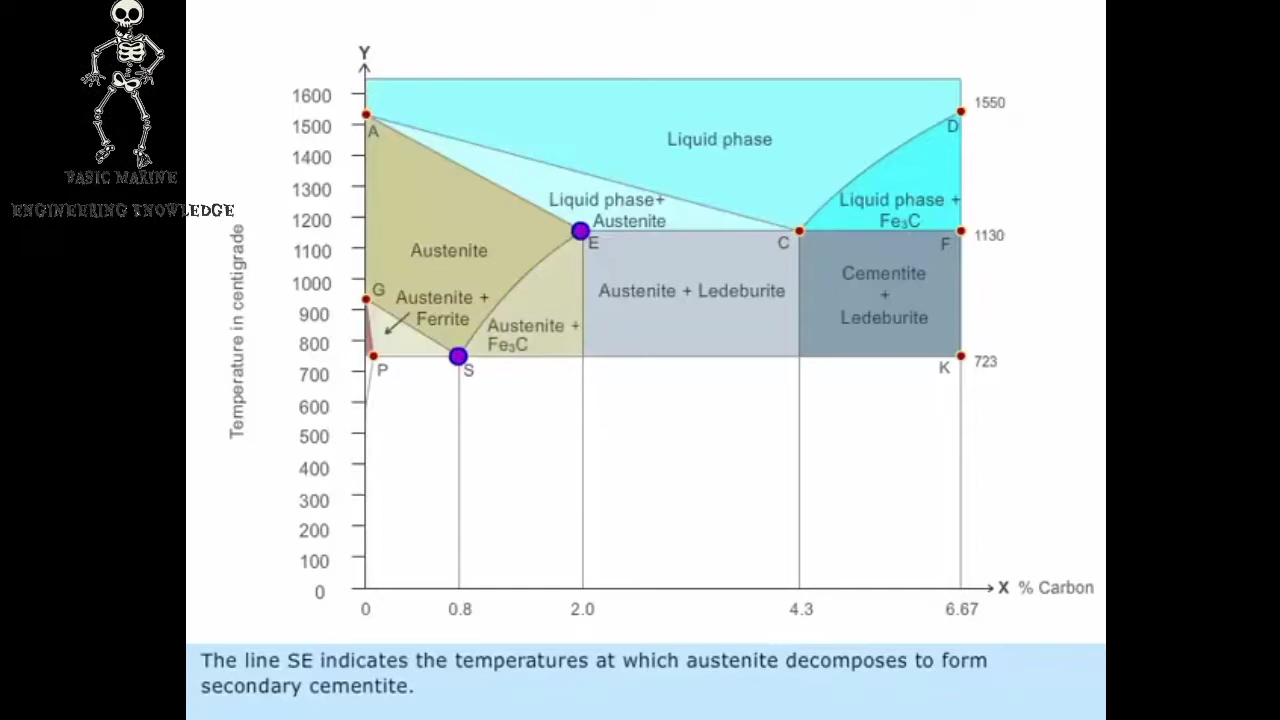 BASIC MARINE
ENGINEERING KNOWLEDGE
Y
1600
1500
1400
1300
1200
1100
1000
900
800
700
600
500
400
300
200
100
0
Temperature in centigrade
A
Liquid phase
1550
D
Liquid phase+
Austenite
Liquid phase +
Fe₃C
E
C
F
1130
Austenite
G
Austenite +
Ferrite
Austenite +
Fe₃C
Austenite + Ledeburite
Cementite
+
Ledeburite
P
S
K
723
0
0.8
2.0
4.3
6.67
X % Carbon
The line SE indicates the temperatures at which austenite decomposes to form
secondary cementite.